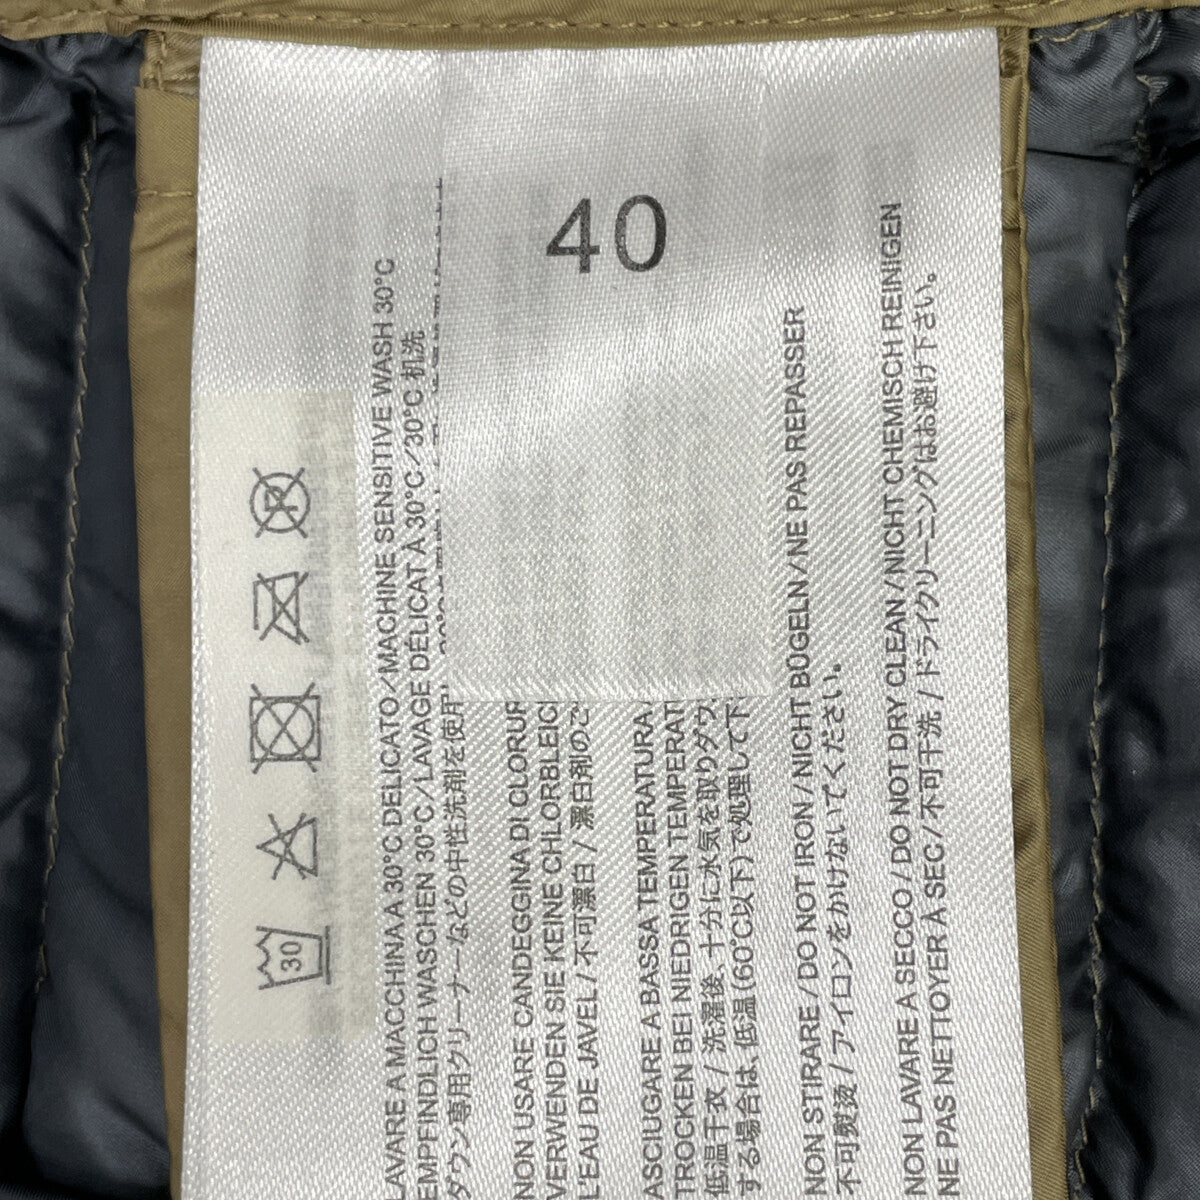 40
30
P
LAVARE A MACCHINA A 30°C DELICATO/MACHINE SENSITIVE WASH 30°C
EMPFINDLICH WASCHEN 30°C/LAVAGE DÉLICAT À 30°C/30°C 机洗
ダウン専用クリーナーなどの中性洗剤を使用
NON USARE CANDEGGINA DI CLORUR
VERWENDEN SIE KEINE CHLORBLEIC
L'EAU DE JAVEL/不可漂白/漂白剤のご
ASCIUGARE A BASSA TEMPERATURA
TROCKEN BEI NIEDRIGEN TEMPERAT
低温干衣/洗濯後、十分に水気を取りダウ
する場合は、低温(60℃以下)で処理して下
NON STIRARE/DO NOT IRON/NICHT BÜGELN/NE PAS REPASSER
不可熨烫/アイロンをかけないでください。
NON LAVARE A SECCO/DO NOT DRY CLEAN/NICHT CHEMISCH REINIGEN
NE PAS NETTOYER À SEC/不可干洗/ドライクリーニングはお避け下さい。